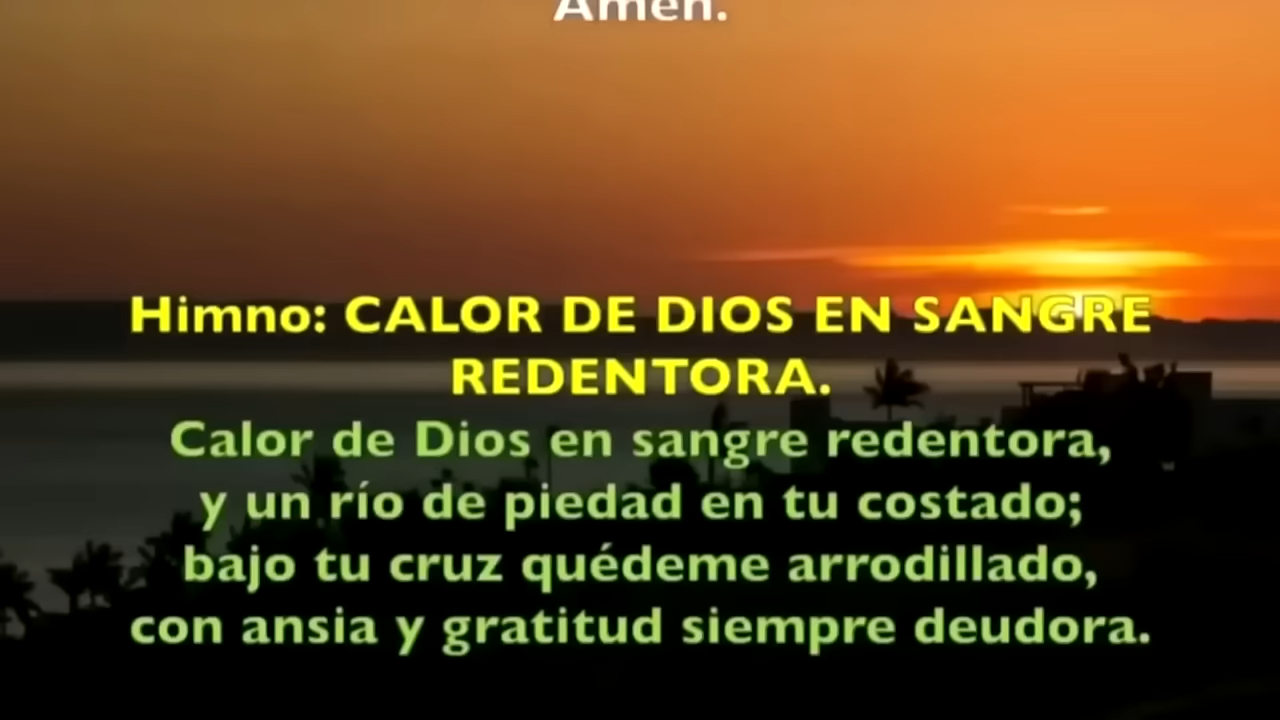 Amén.
Himno: CALOR DE DIOS EN SANGRE
REDENTORA.
Calor de Dios en sangre redentora,
y un río de piedad en tu costado;
bajo tu cruz quédeme arrodillado,
con ansia y gratitud siempre deudora.